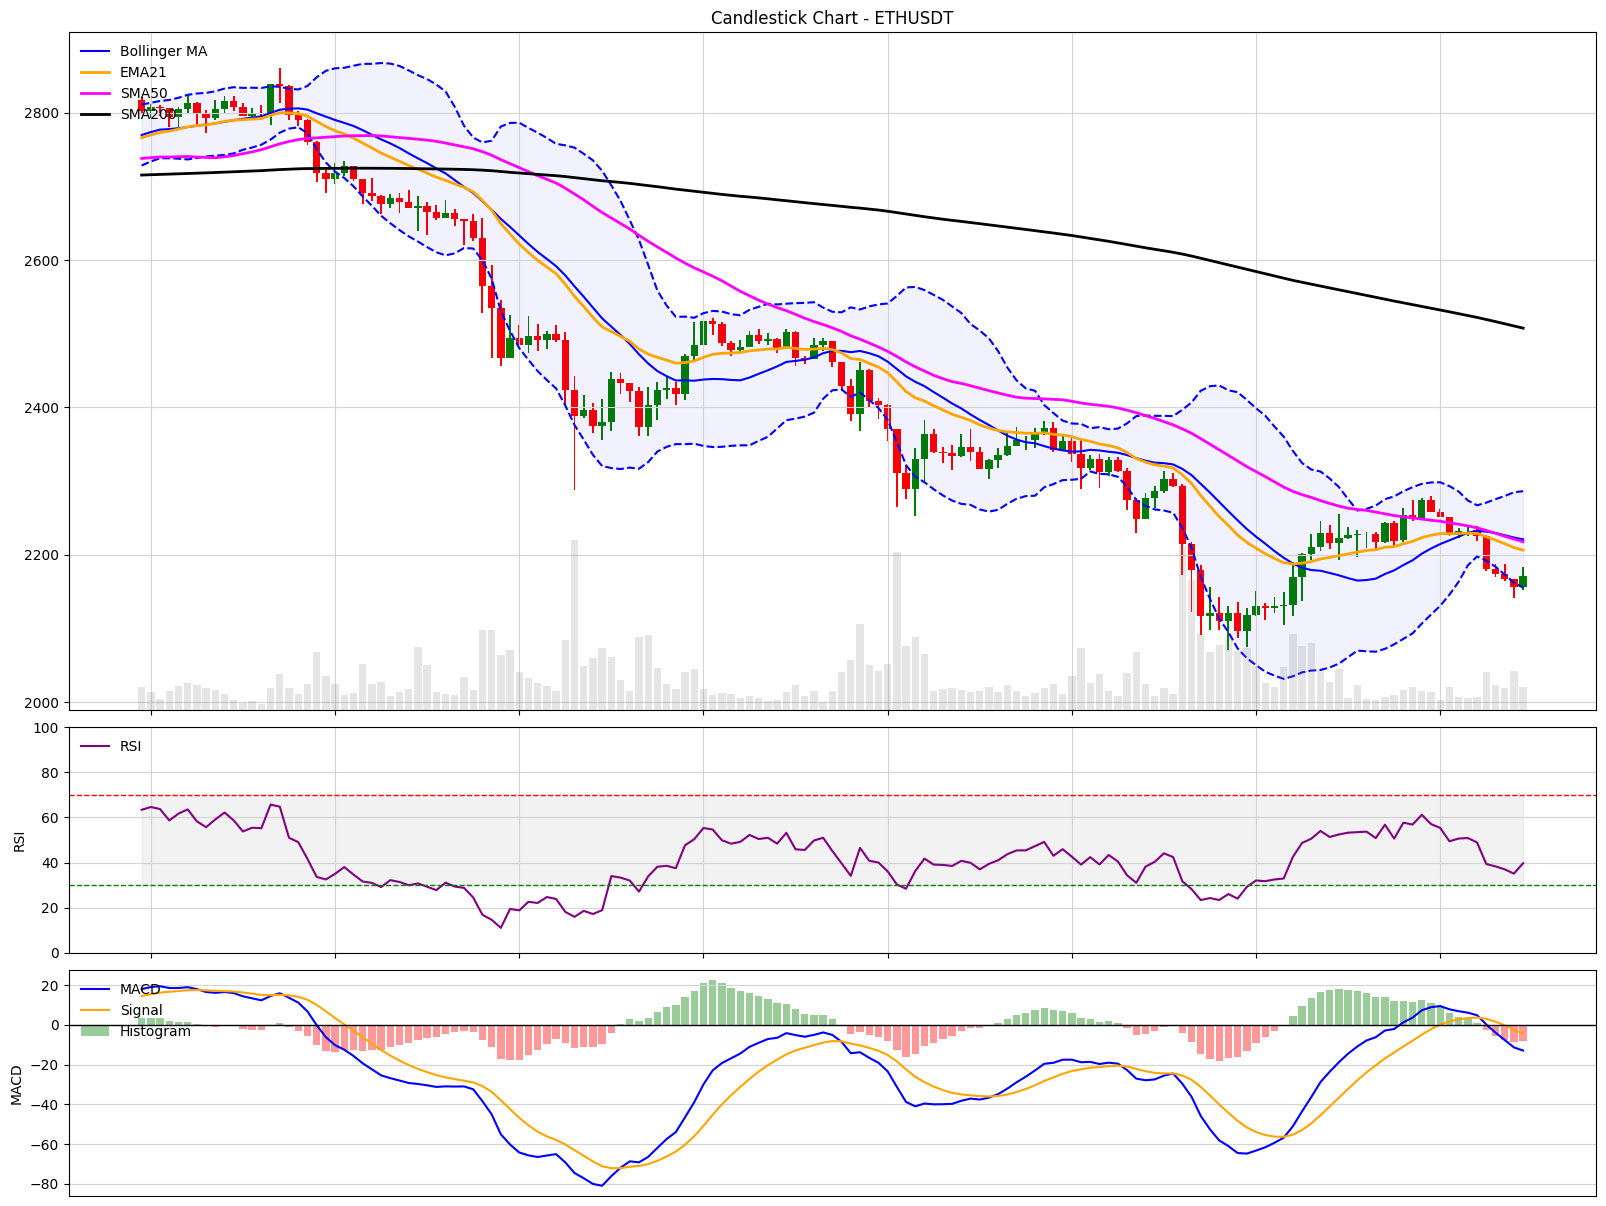 Candlestick Chart - ETHUSDT
Bollinger MA
EMA21
SMA50
SMA200
2800
2600
2400
2200
2000
RSI
100
80
60
40
20
0
RSI
MACD
Signal
Histogram
20
0
−20
−40
−60
−80
MACD